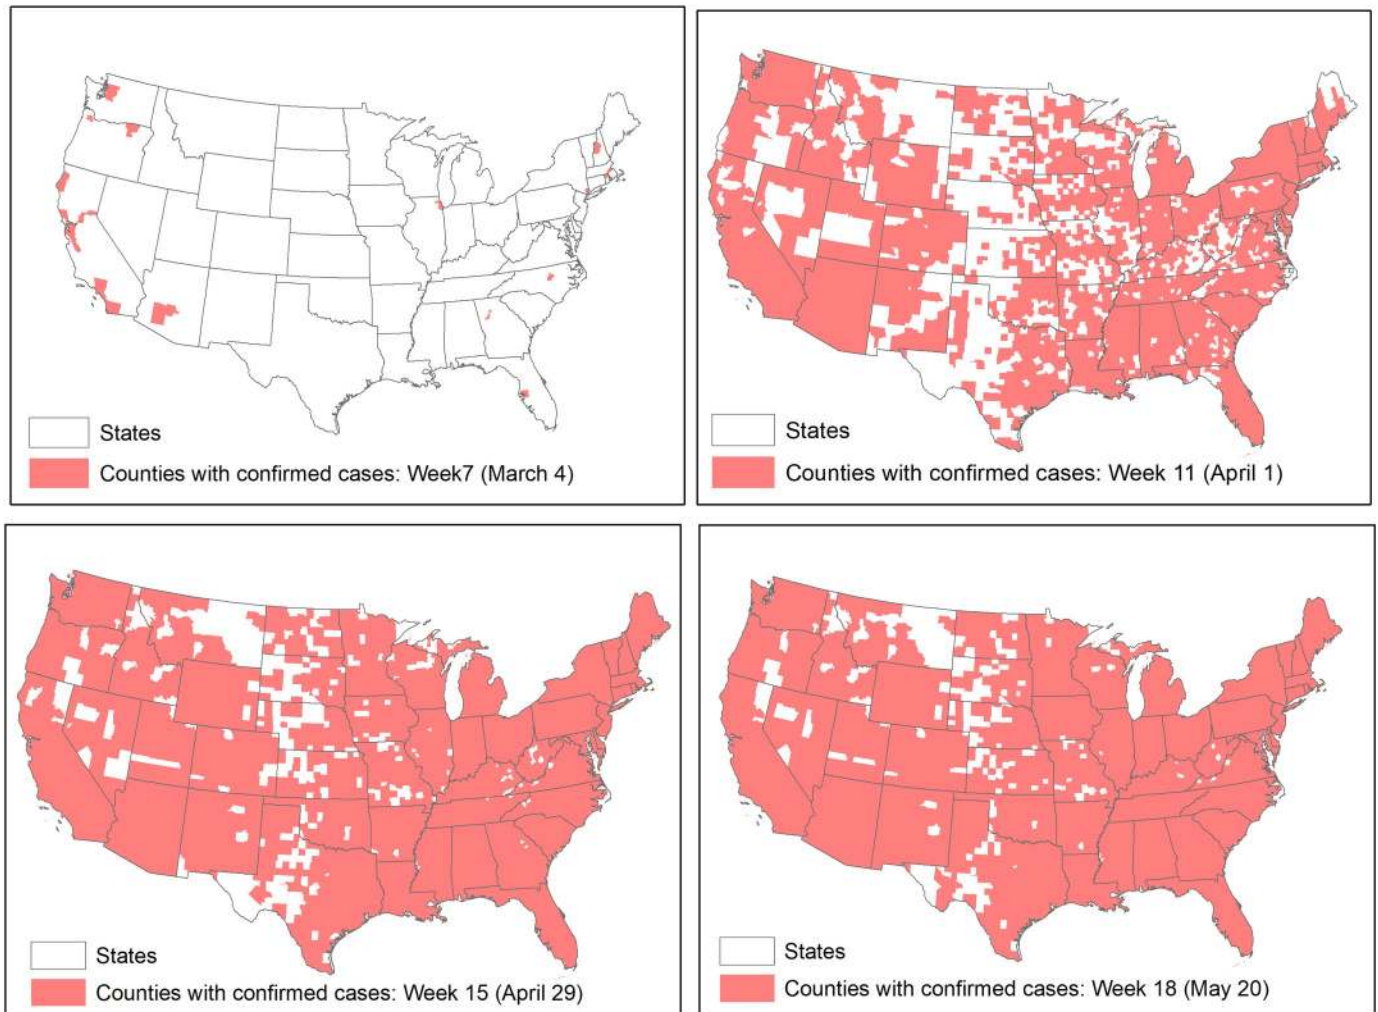 States
Counties with confirmed cases: Week7 (March 4)
States
Counties with confirmed cases: Week 11 (April 1)
States
Counties with confirmed cases: Week 15 (April 29)
States
Counties with confirmed cases: Week 18 (May 20)